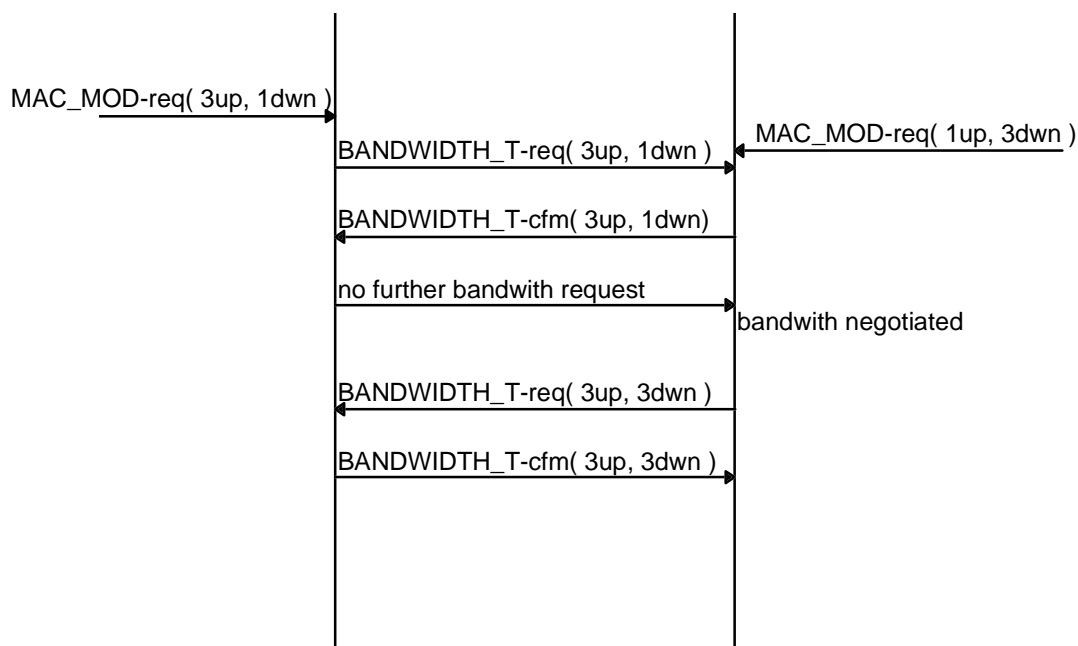 MAC_MOD-req( 3up, 1dwn )
MAC_MOD-req( 1up, 3dwn )
BANDWIDTH_T-req( 3up, 1dwn )
BANDWIDTH_T-cfm( 3up, 1dwn)
no further bandwith request
bandwith negotiated
BANDWIDTH_T-req( 3up, 3dwn )
BANDWIDTH_T-cfm( 3up, 3dwn )